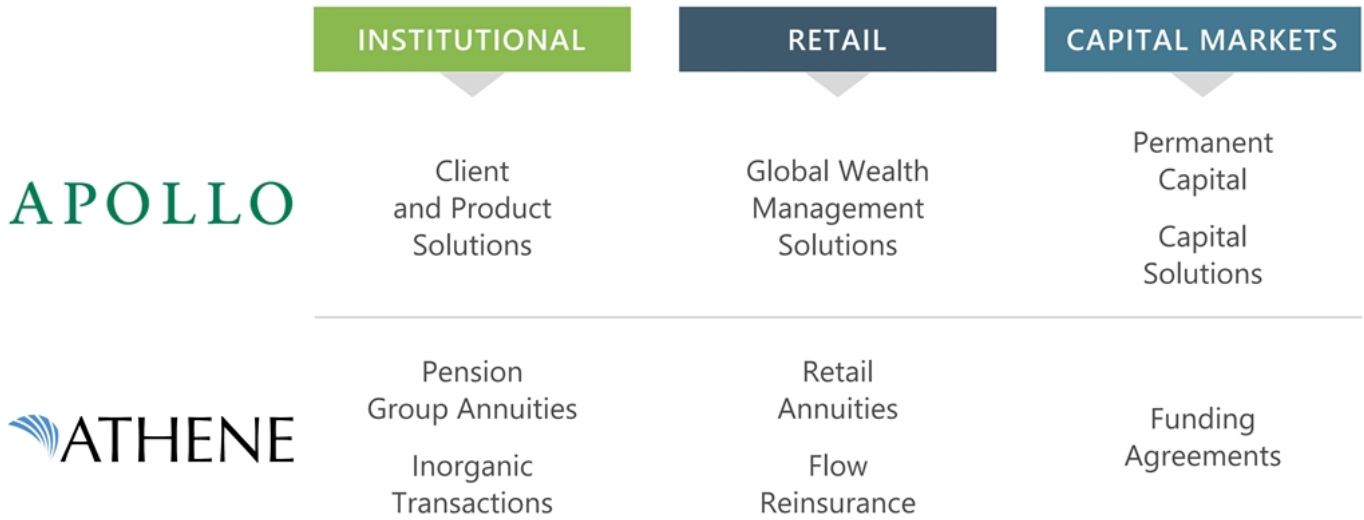 INSTITUTIONAL
RETAIL
CAPITAL MARKETS
APOLLO
Client
and Product
Solutions
Global Wealth
Management
Solutions
Permanent
Capital
Capital
Solutions
ATHENE
Pension
Group Annuities
Inorganic
Transactions
Retail
Annuities
Flow
Reinsurance
Funding
Agreements